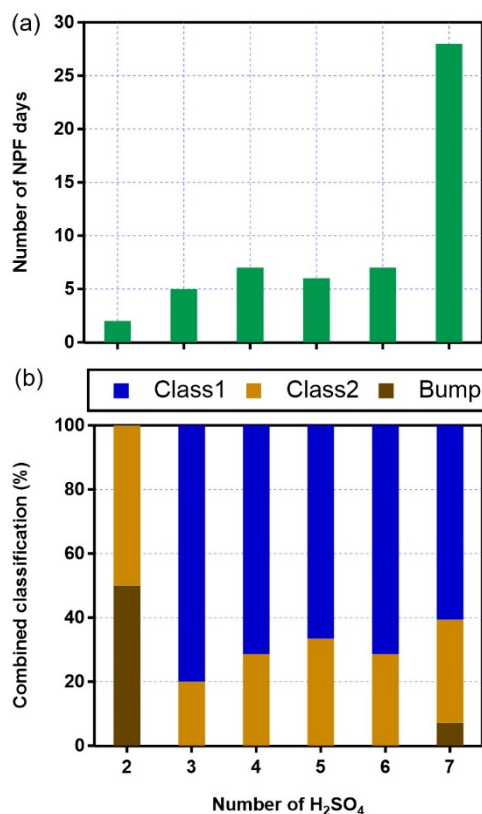 (a)
Number of NPF days
30
25
20
15
10
5
0
(b)
Class1 Class2 Bump
Combined classification (%)
100
80
60
40
20
0
2 3 4 5 6 7
Number of H₂SO₄